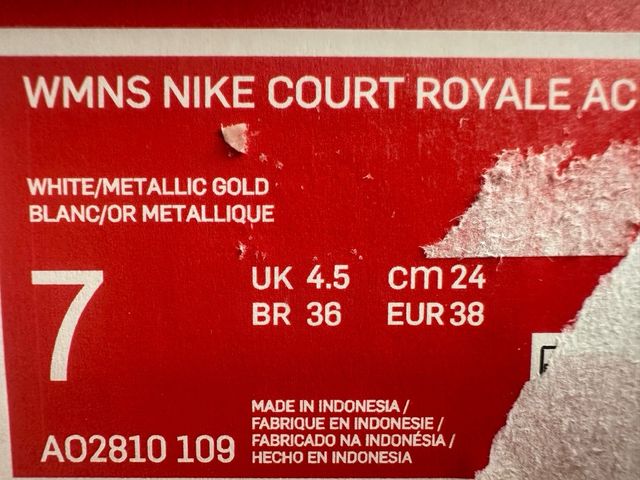 WMNS NIKE COURT ROYALE AC
WHITE/METALLIC GOLD
BLANC/OR METALLIQUE
7
UK 4.5 cm 24
BR 36 EUR 38
MADE IN INDONESIA /
FABRIQUE EN INDONESIE /
FABRICADO NA INDONÉSIA /
HECHO EN INDONESIA
AO2810 109